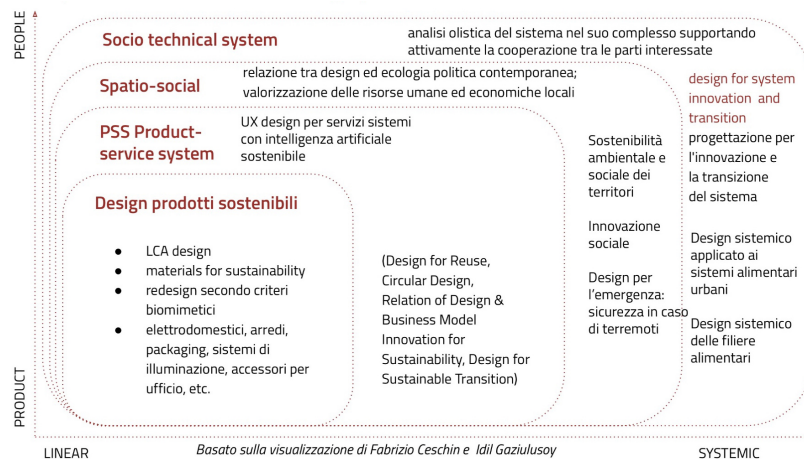 PEOPLE
Socio technical system
analisi olistica del sistema nel suo complesso supportando
attivamente la cooperazione tra le parti interessate
Spatio-social
relazione tra design ed ecologia politica contemporanea;
valorizzazione delle risorse umane ed economiche locali
design for system
innovation and
transition
progettazione per
l'innovazione e
la transizione
del sistema
PSS Product-
service system
UX design per servizi sistemi
con intelligenza artificiale
sostenibile
Sostenibilità
ambientale e
sociale dei
territori
Innovazione
sociale
Design per
l’emergenza:
sicurezza in caso
di terremoti
Design sistemico
applicato ai
sistemi alimentari
urbani
Design sistemico
delle filiere
alimentari
Design prodotti sostenibili
● LCA design
● materials for sustainability
● redesign secondo criteri
biomimetici
● elettrodomestici, arredi,
packaging, sistemi di
illuminazione, accessori per
ufficio, etc.
(Design for Reuse,
Circular Design,
Relation of Design &
Business Model
Innovation for
Sustainability, Design for
Sustainable Transition)
PRODUCT
LINEAR
Basato sulla visualizzazione di Fabrizio Ceschin e Idil Gaziulusoy
SYSTEMIC